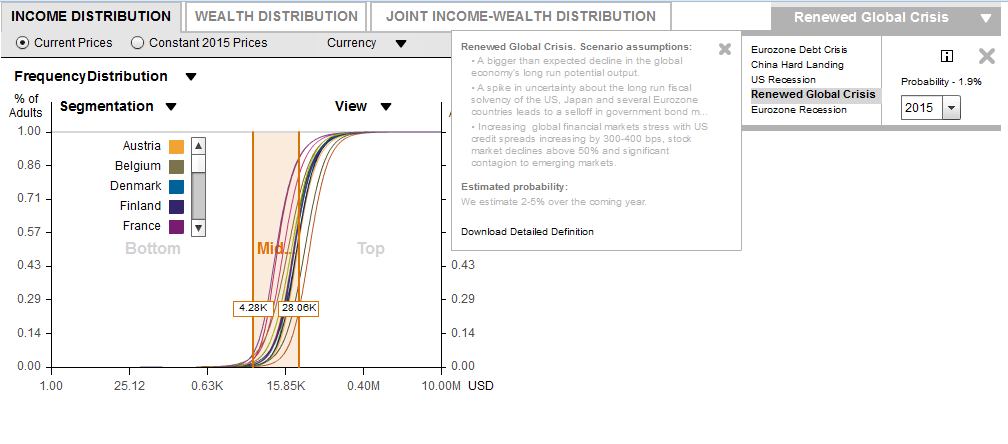 INCOME DISTRIBUTION
WEALTH DISTRIBUTION
JOINT INCOME-WEALTH DISTRIBUTION
Renewed Global Crisis
Current Prices
Constant 2015 Prices
Currency
FrequencyDistribution
% of
Adults
Segmentation
View
A
1.00
0.86
0.71
0.57
0.43
0.29
0.14
0.00
Austria
Belgium
Denmark
Finland
France
Bottom
Mid...
Top
4.28K
28.06K
0.43
0.29
0.14
0.00
1.00
25.12
0.63K
15.85K
0.40M
10.00M
USD
Renewed Global Crisis. Scenario assumptions:
• A bigger than expected decline in the global
economy's long run potential output.
• A spike in uncertainty about the long run fiscal
solvency of the US, Japan and several Eurozone
countries leads to a selloff in government bond m...
• Increasing global financial markets stress with US
credit spreads increasing by 300-400 bps, stock
market declines above 50% and significant
contagion to emerging markets.
Estimated probability:
We estimate 2-5% over the coming year.
Download Detailed Definition
Eurozone Debt Crisis
China Hard Landing
US Recession
Renewed Global Crisis
Eurozone Recession
i
Probability - 1.9%
2015